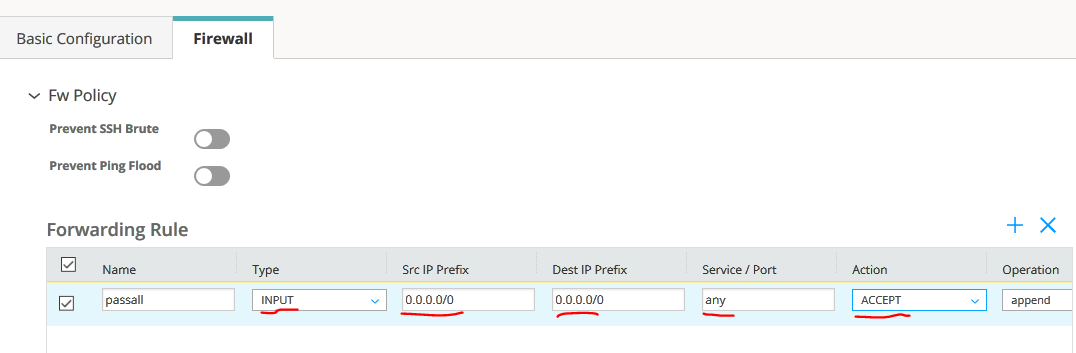 Basic Configuration Firewall
Fw Policy
Prevent SSH Brute
Prevent Ping Flood
Forwarding Rule
Name Type Src IP Prefix Dest IP Prefix Service / Port Action Operation
passall INPUT 0.0.0.0/0 0.0.0.0/0 any ACCEPT append